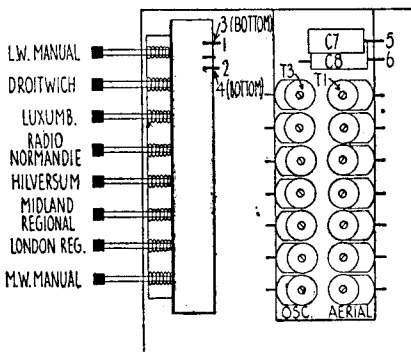 3 (BOTTOM)
1
2
4 (BOTTOM)
L.W. MANUAL
DROITWICH
LUXUMB.
RADIO
NORMANDIE
HILVERSUM
MIDLAND
REGIONAL
LONDON REG.
M.W. MANUAL
C7
5
C8
6
T3
T1
OSC.
AERIAL